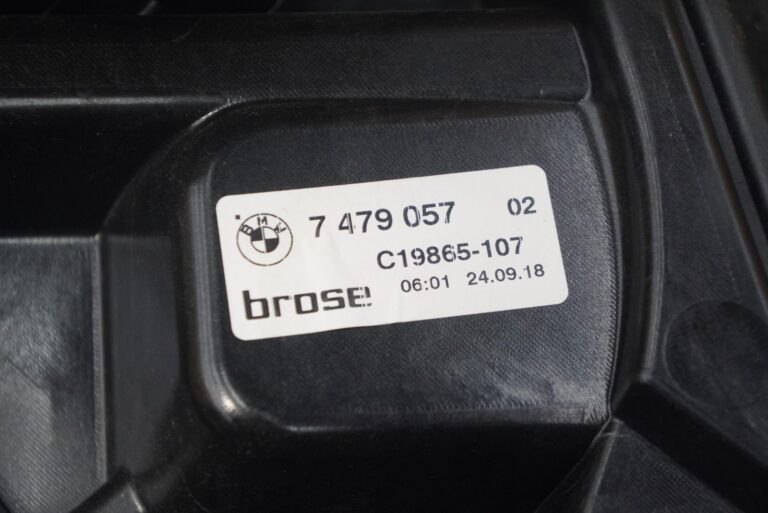 BMW
7 479 057 02
C19865-107
06:01 24.09.18
brose